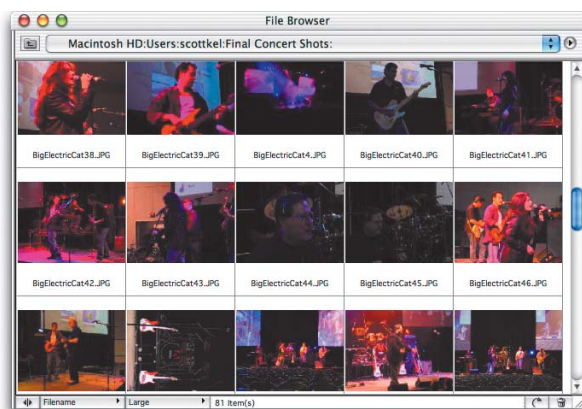 File Browser
Macintosh HD:Users:scottkel:Final Concert Shots:
BigElectricCat38.JPG
BigElectricCat39.JPG
BigElectricCat4.JPG
BigElectricCat40.JPG
BigElectricCat41.JPG
BigElectricCat42.JPG
BigElectricCat43.JPG
BigElectricCat44.JPG
BigElectricCat45.JPG
BigElectricCat46.JPG
Filename
Large
81 Item(s)